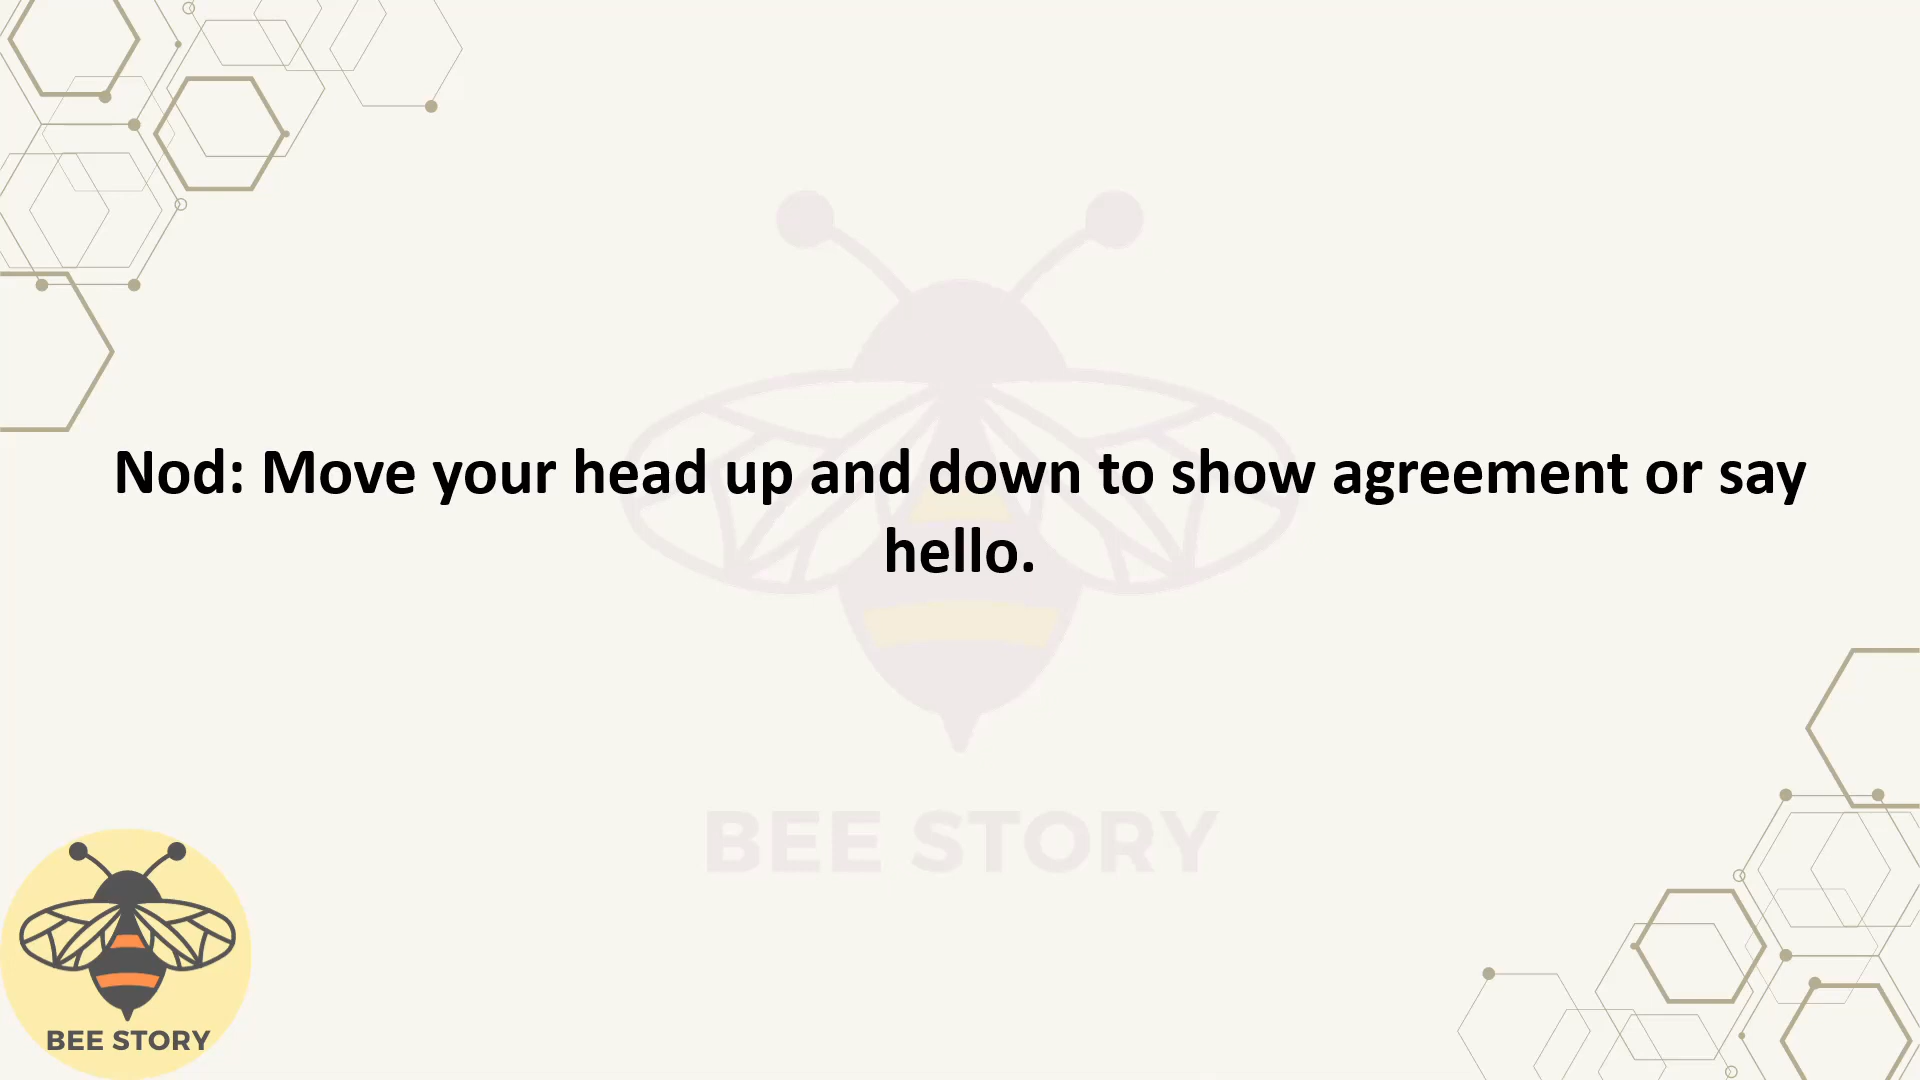 Nod: Move your head up and down to show agreement or say
hello.
BEE STORY
BEE STORY